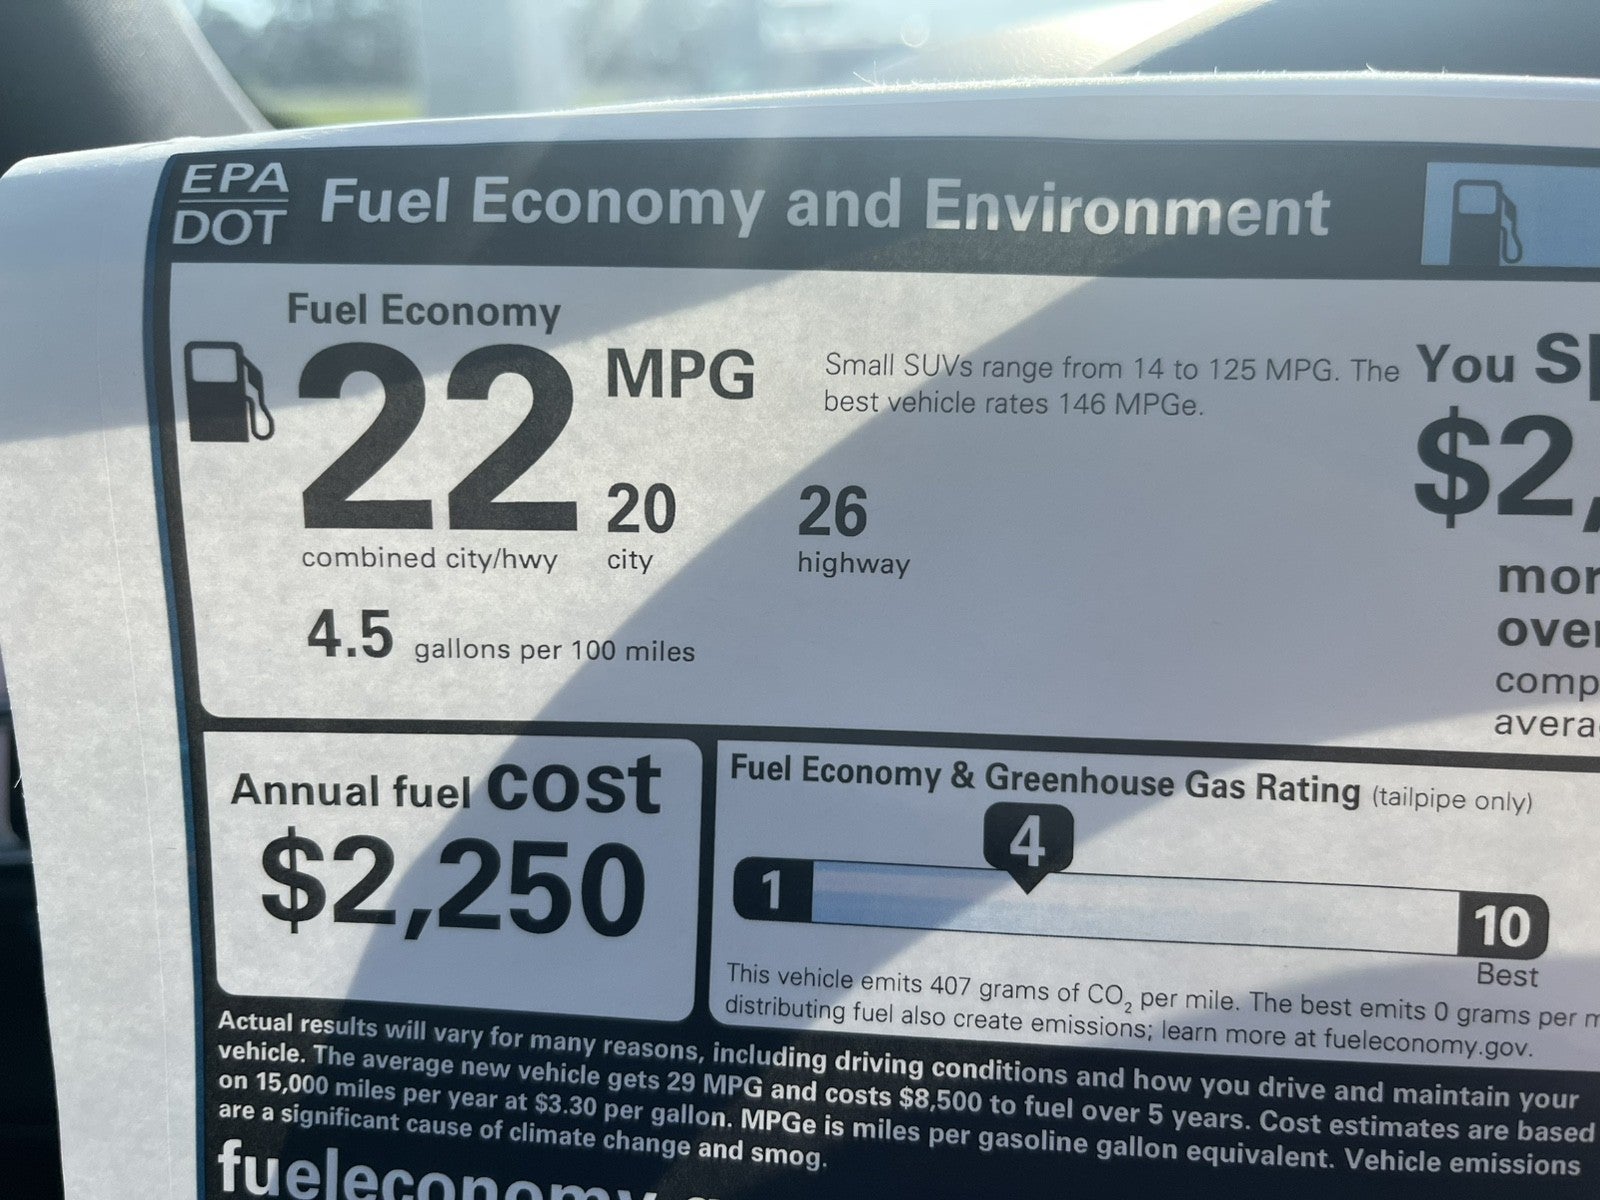 EPA
DOT
Fuel Economy and Environment
Fuel Economy
22
MPG
combined city/hwy
20
city
26
highway
4.5 gallons per 100 miles
Small SUVs range from 14 to 125 MPG. The
best vehicle rates 146 MPGe.
You
$2,
comp
Annual fuel cost
$2,250
Fuel Economy & Greenhouse Gas Rating (tailpipe only)
4
1
10
Best
This vehicle emits 407 grams of CO₂ per mile. The best emits 0 grams per
distributing fuel also create emissions; learn more at fueleconomy.gov.
Actual results will vary for many reasons, including driving conditions and how you drive and maintain your
vehicle. The average new vehicle gets 29 MPG and costs $8,500 to fuel over 5 years. Cost estimates are based
on 15,000 miles per year at $3.30 per gallon. MPGe is miles per gasoline gallon equivalent. Vehicle emissions
are a significant cause of climate change and smog.